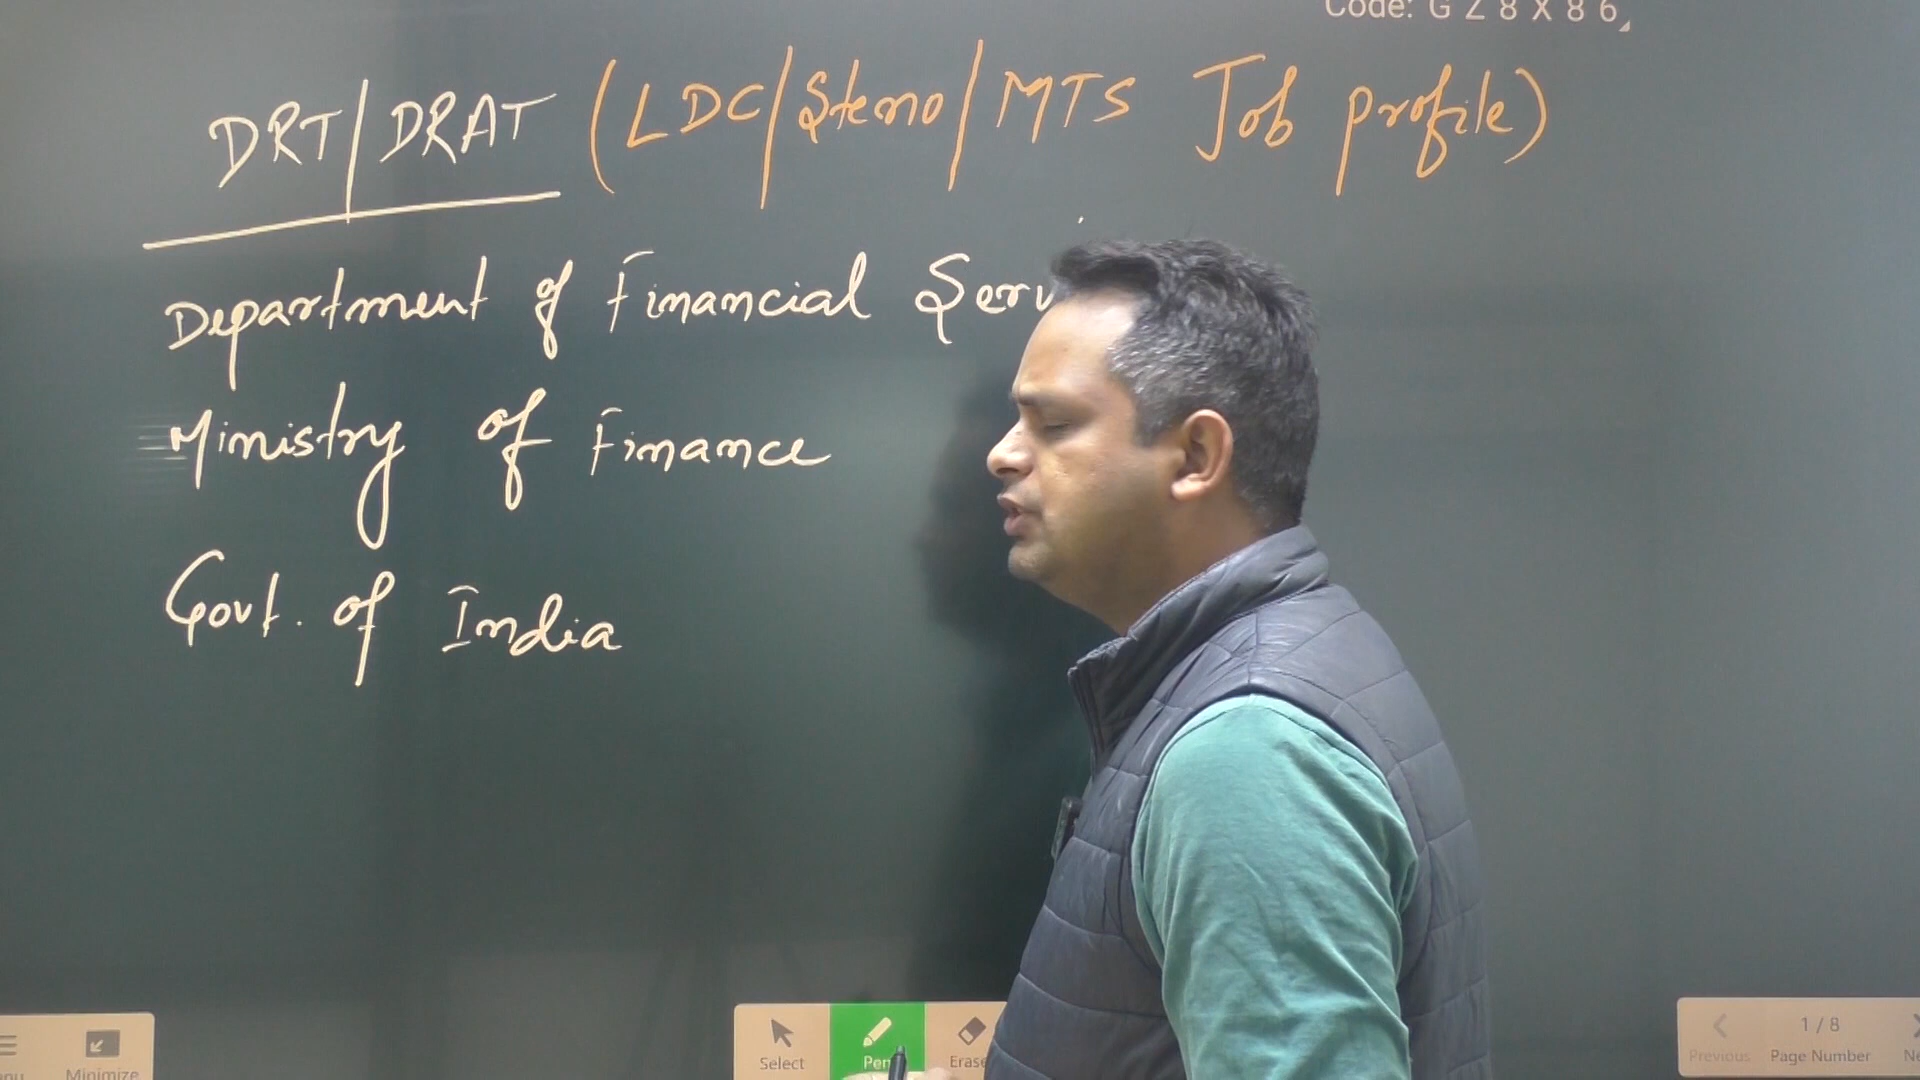 Code: G Z 8 X 8 6
DRT/DRAT (LDC/Steno/MTS Job profile)
Department of Financial Serv
Ministry of Finance
Govt. of India
Minimize
Select
Pen
Erase
1 / 8
Previous
Page Number